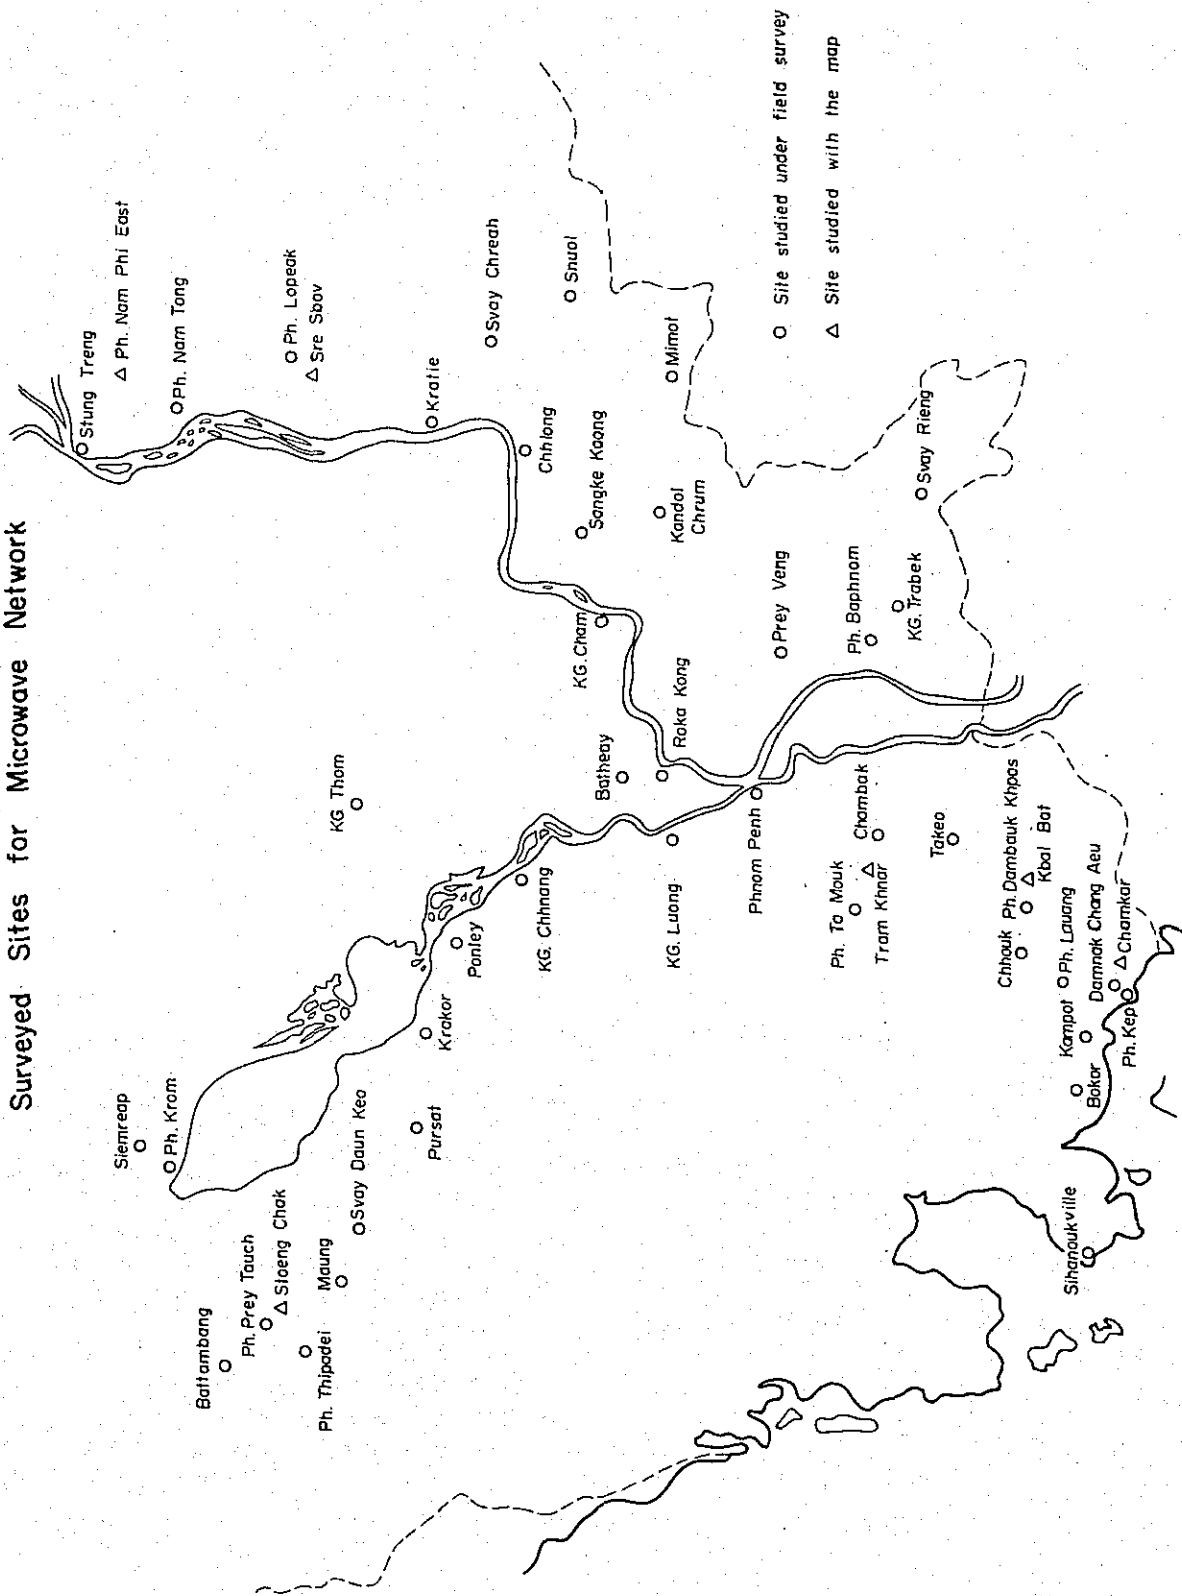 Surveyed Sites for Microwave Network
Stung Treng
Ph. Nam Phi East
Ph. Nam Tong
Ph. Lopeak
Sre Sbov
Siemreap
Ph. Krom
Battambang
Ph. Prey Tauch
Sloeng Chak
Ph. Thipadei
Maung
Svay Daun Keo
Pursat
Krakor
Ponley
KG. Thom
KG. Chhnang
Kratie
Svay Chreah
Chhlong
Snuol
Sangke Kaong
KG. Cham
Batheay
Roka Kong
KG. Luong
Kandol
Chrum
Mimot
Phnom Penh
Prey Veng
Ph. Baphnom
KG. Trabek
Svay Rieng
Ph. Ta Mouk
Tram Khnar
Chambak
Takeo
Chhouk
Ph. Dambauk Khpos
Kbal Bat
Ph. Lauang
Damnak Chang Aeu
Chamkar
Kampot
Ph. Kep
Bokor
Sihanoukville
O Site studied under field survey
△ Site studied with the map